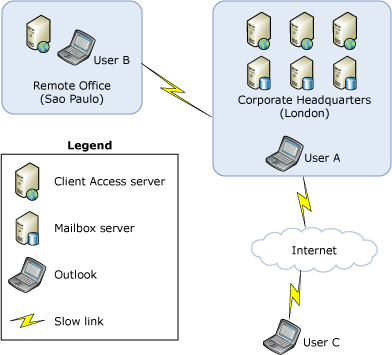 User B
Remote Office
(Sao Paulo)
Corporate Headquarters
(London)
User A
Legend
Client Access server
Mailbox server
Outlook
Slow link
Internet
User C